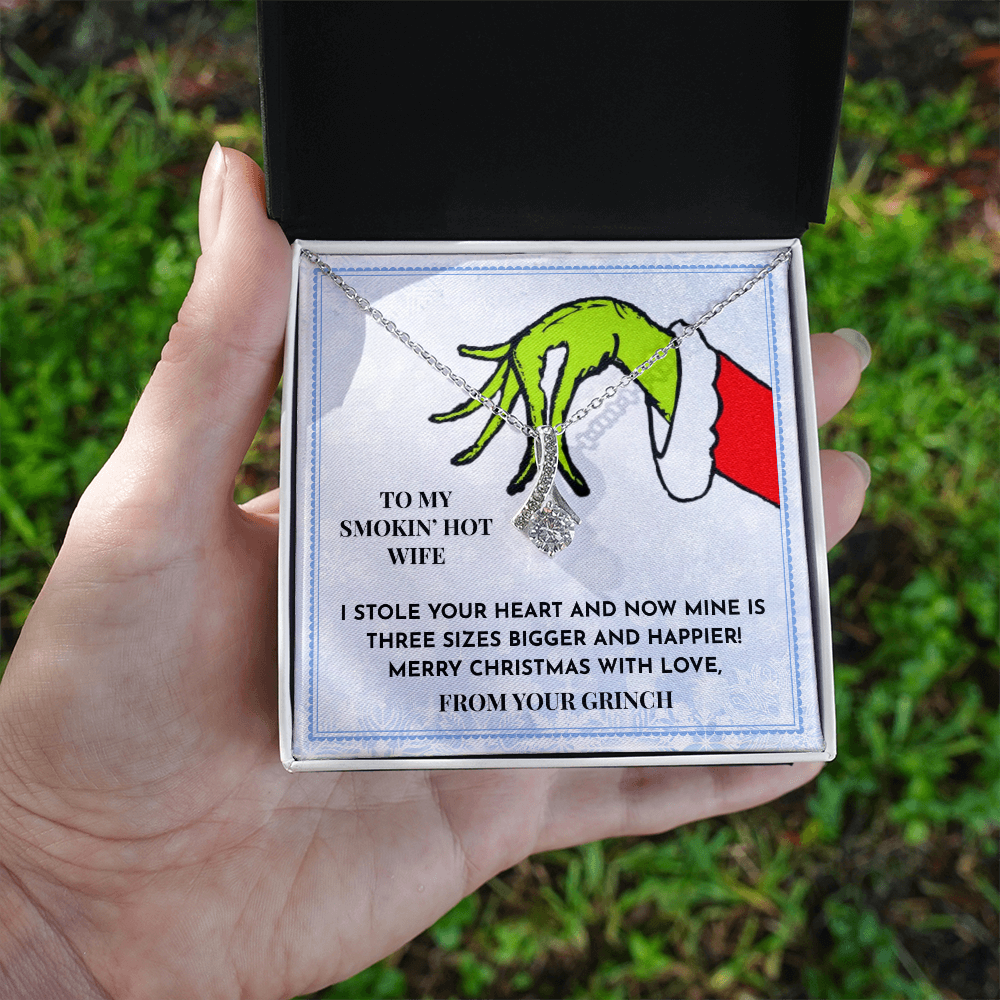 TO MY
SMOKIN' HOT
WIFE
I STOLE YOUR HEART AND NOW MINE IS
THREE SIZES BIGGER AND HAPPIER!
MERRY CHRISTMAS WITH LOVE,
FROM YOUR GRINCH